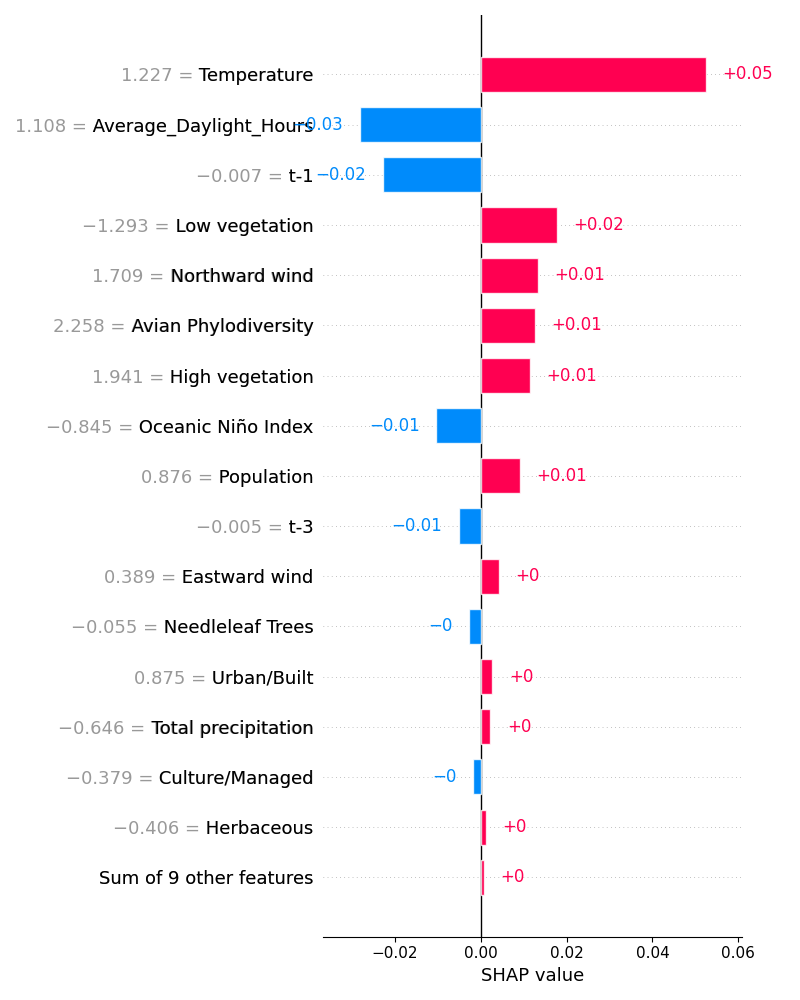 1.227 = Temperature +0.05
1.108 = Average_Daylight_Hours −0.03
−0.007 = t-1 −0.02
−1.293 = Low vegetation +0.02
1.709 = Northward wind +0.01
2.258 = Avian Phylodiversity +0.01
1.941 = High vegetation +0.01
−0.845 = Oceanic Niño Index −0.01
0.876 = Population +0.01
−0.005 = t-3 −0.01
0.389 = Eastward wind +0
−0.055 = Needleleaf Trees −0
0.875 = Urban/Built +0
−0.646 = Total precipitation +0
−0.379 = Culture/Managed −0
−0.406 = Herbaceous +0
Sum of 9 other features +0
−0.02 0.00 0.02 0.04 0.06
SHAP value